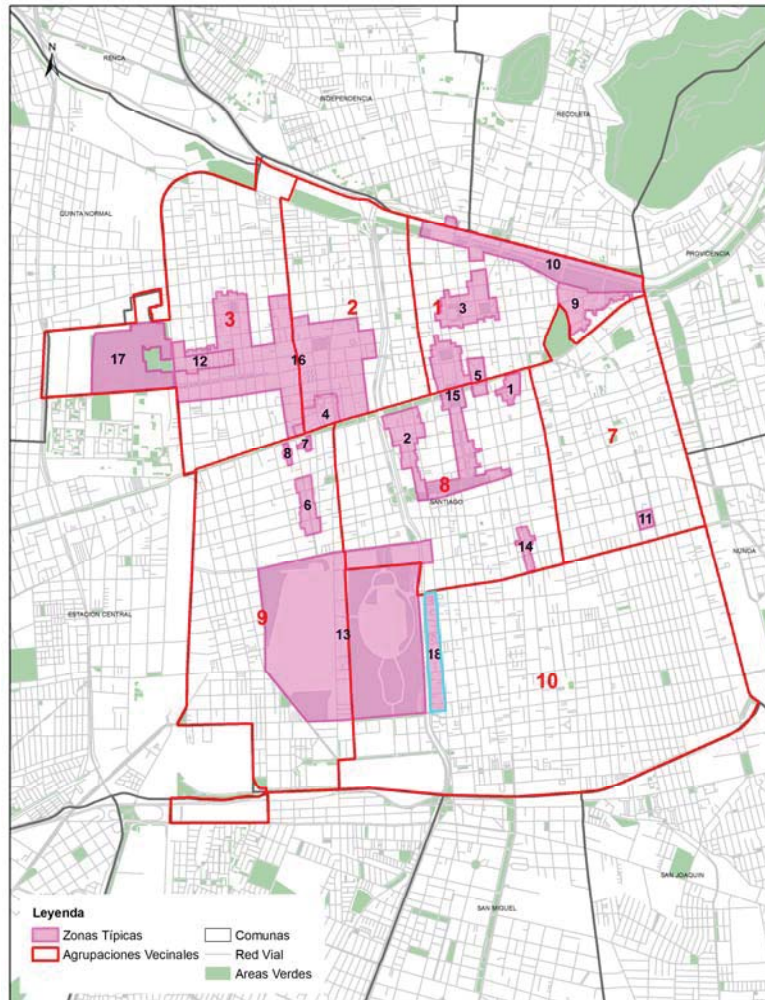 N
RENCA
INDEPENDENCIA
RECOLETA
QUINTA NORMAL
PROVIDENCIA
10
9
3
2
1
3
17
12
16
5
1
4
15
7
8
2
7
8
6
SANTIAGO
11
14
ÑUÑOA
ESTACIÓN CENTRAL
9
13
18
10
SAN JOAQUIN
SAN MIGUEL
Leyenda
Zonas Típicas
Agrupaciones Vecinales
Comunas
Red Vial
Areas Verdes